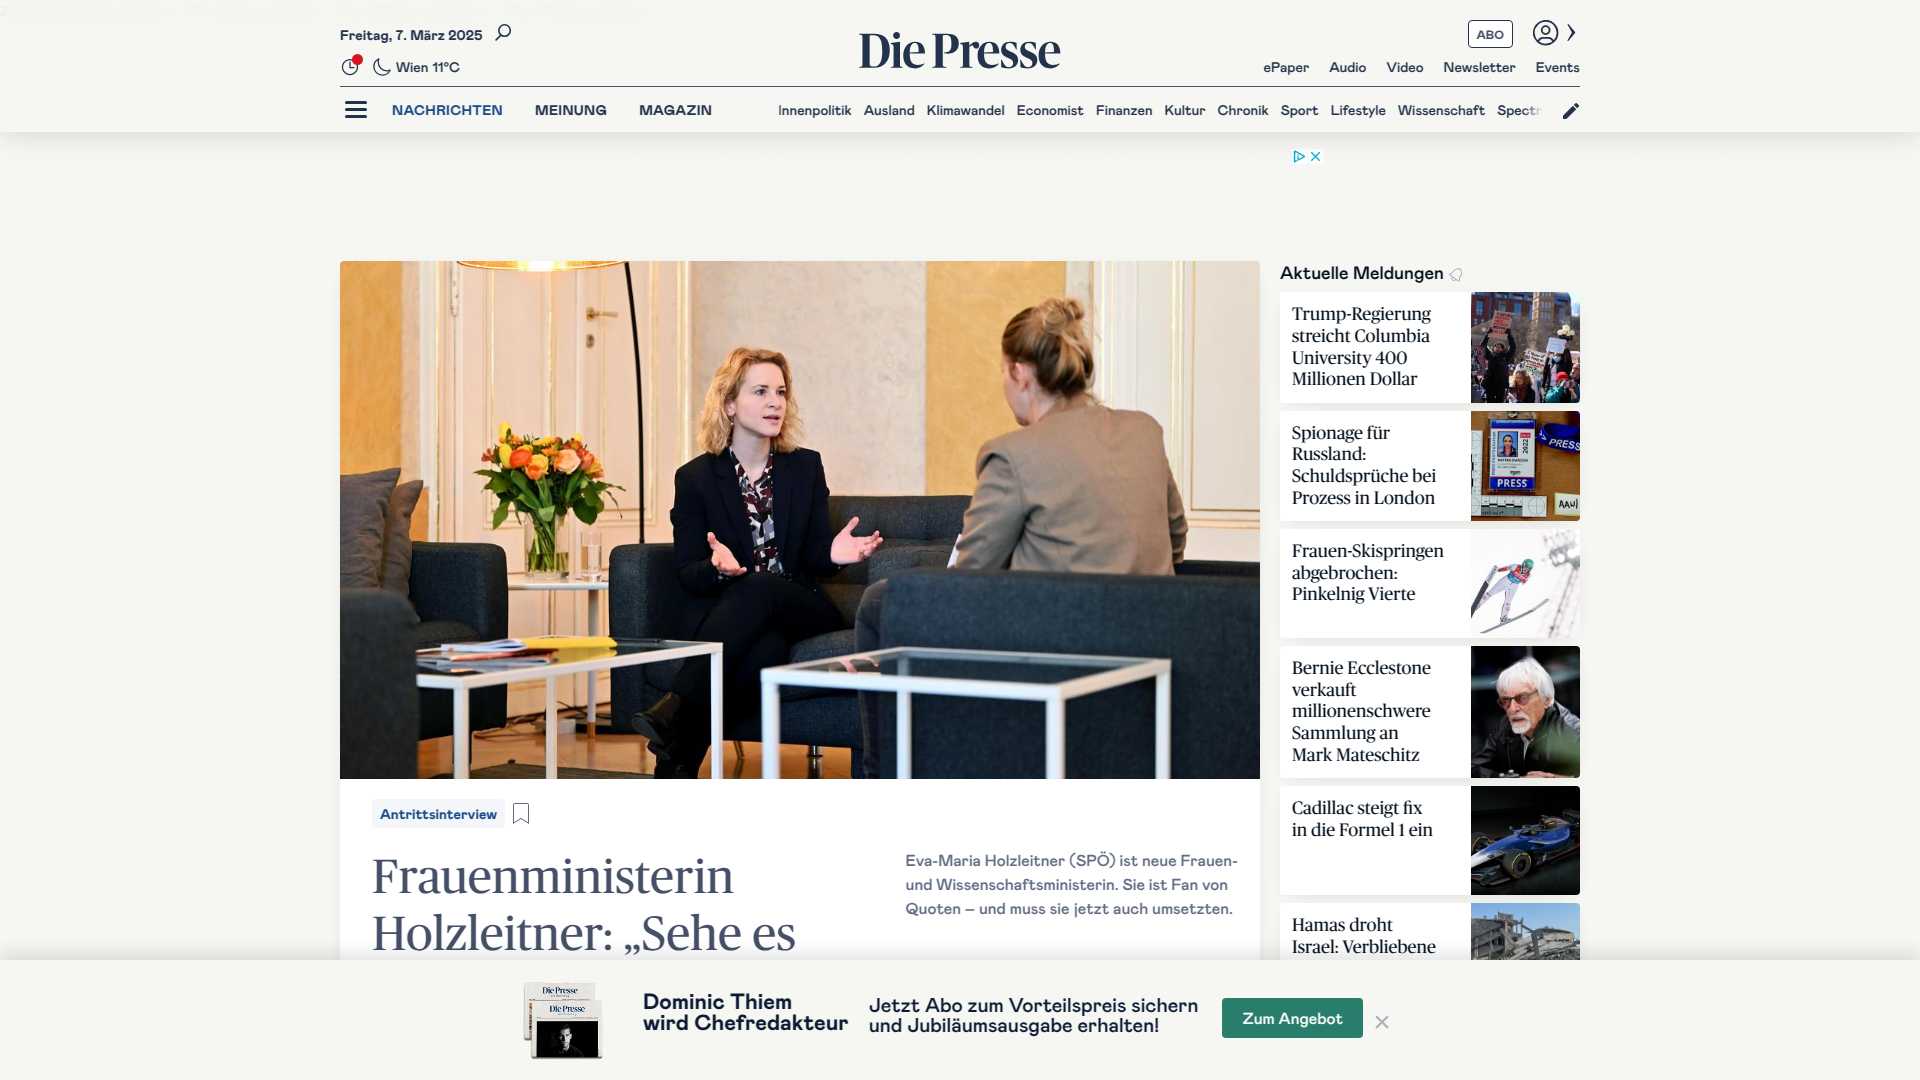 Freitag, 7. März 2025
Die Presse
ABO
Wien 11°C
ePaper Audio Video Newsletter Events
NACHRICHTEN MEINUNG MAGAZIN
Innenpolitik Ausland Klimawandel Economist Finanzen Kultur Chronik Sport Lifestyle Wissenschaft Spectr
Antrittsinterview
Frauenministerin
Holzleitner: „Sehe es
Eva-Maria Holzleitner (SPÖ) ist neue Frauen-
und Wissenschaftsministerin. Sie ist Fan von
Quoten – und muss sie jetzt auch umsetzten.
Aktuelle Meldungen
Trump-Regierung
streicht Columbia
University 400
Millionen Dollar
Spionage für
Russland:
Schuldsprüche bei
Prozess in London
PRESS
PRESS
Frauen-Skispringen
abgebrochen:
Pinkelnig Vierte
Bernie Ecclestone
verkauft
millionenschwere
Sammlung an
Mark Mateschitz
Cadillac steigt fix
in die Formel 1 ein
Hamas droht
Israel: Verbliebene
Die Presse
Die Presse
Dominic Thiem
wird Chefredakteur
Jetzt Abo zum Vorteilspreis sichern
und Jubiläumsausgabe erhalten!
Zum Angebot